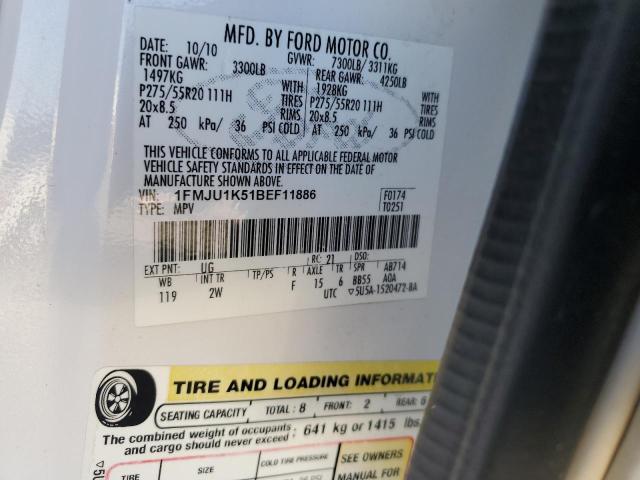 MFD. BY FORD MOTOR CO.
DATE: 10/10 GVWR: 7300LB/ 3311KG
FRONT GAWR: 3300LB REAR GAWR: 4250LB
1497KG WITH 1928KG WITH
P275/55R20 111H TIRES P275/55R20 111H TIRES
20x8.5 RIMS 20x8.5 RIMS
AT 250 kPa/ 36 PSI COLD AT 250 kPa/ 36 PSI COLD
THIS VEHICLE CONFORMS TO ALL APPLICABLE FEDERAL MOTOR
VEHICLE SAFETY STANDARDS IN EFFECT ON THE DATE OF
MANUFACTURE SHOWN ABOVE.
VIN: 1FMJU1K51BEF11886 F0174
TYPE: MPV T0251
EXT PNT: UG RC: 21 DSO:
WB INT TR TP/PS R AXLE TR SPR AB714
119 2W F 15 6 BB55 AOA
UTC ▽5U5A-1520472-BA
TIRE AND LOADING INFORMAT
SEATING CAPACITY TOTAL: 8 FRONT: 2 REAR: 6
The combined weight of occupants and cargo should never exceed : 641 kg or 1415 lbs.
▽5U
TIRE SIZE COLD TIRE PRESSURE SEE OWNERS
MANUAL FOR